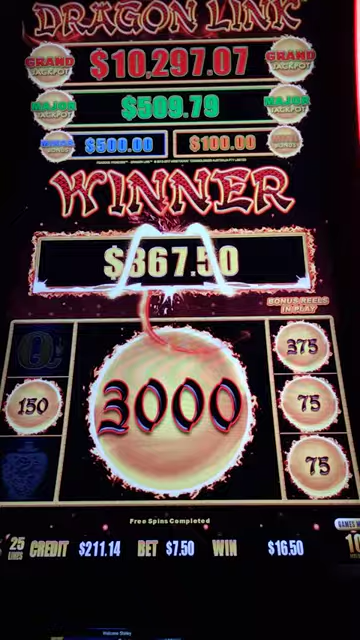 DRAGON LINK
GRAND JACKPOT $10,297.07 GRAND JACKPOT
MAJOR JACKPOT $509.79 MAJOR JACKPOT
MINOR BONUS $500.00 $100.00 BONUS
WINNER
$367.50
BONUS REELS
IN PLAY
Q 375
150 3000 75
75
Free Spins Completed
25 LINES CREDIT $211.14 BET $7.50 WIN $16.50
Welcome